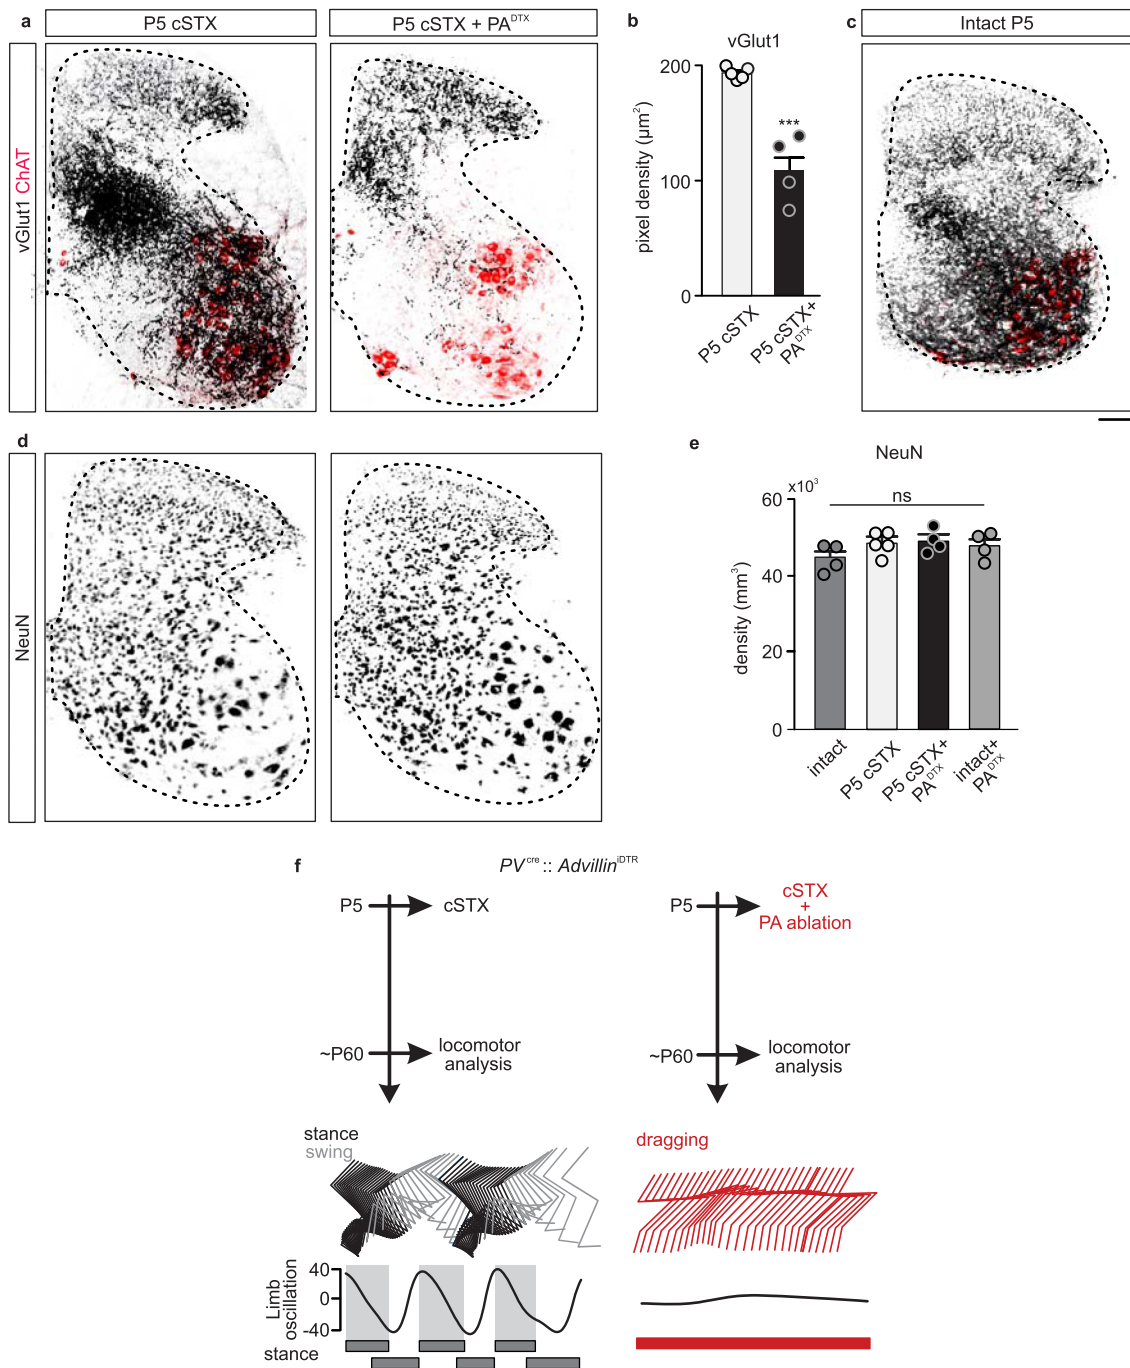 a
P5 cSTX
P5 cSTX + PA^DTX
vGlut1 ChAT
b
vGlut1
pixel density (µm²)
200
100
0
***
P5 cSTX
P5 cSTX+
PA^DTX
c
Intact P5
d
NeuN
e
NeuN
x10³
density (mm³)
60
40
20
0
ns
intact
P5 cSTX
P5 cSTX+
PA^DTX
intact+
PA^DTX
f
PV^cre :: Advillin^iDTR
P5
cSTX
~P60
locomotor
analysis
P5
cSTX
+
PA ablation
~P60
locomotor
analysis
stance
swing
dragging
Limb
oscillation
40
0
-40
stance